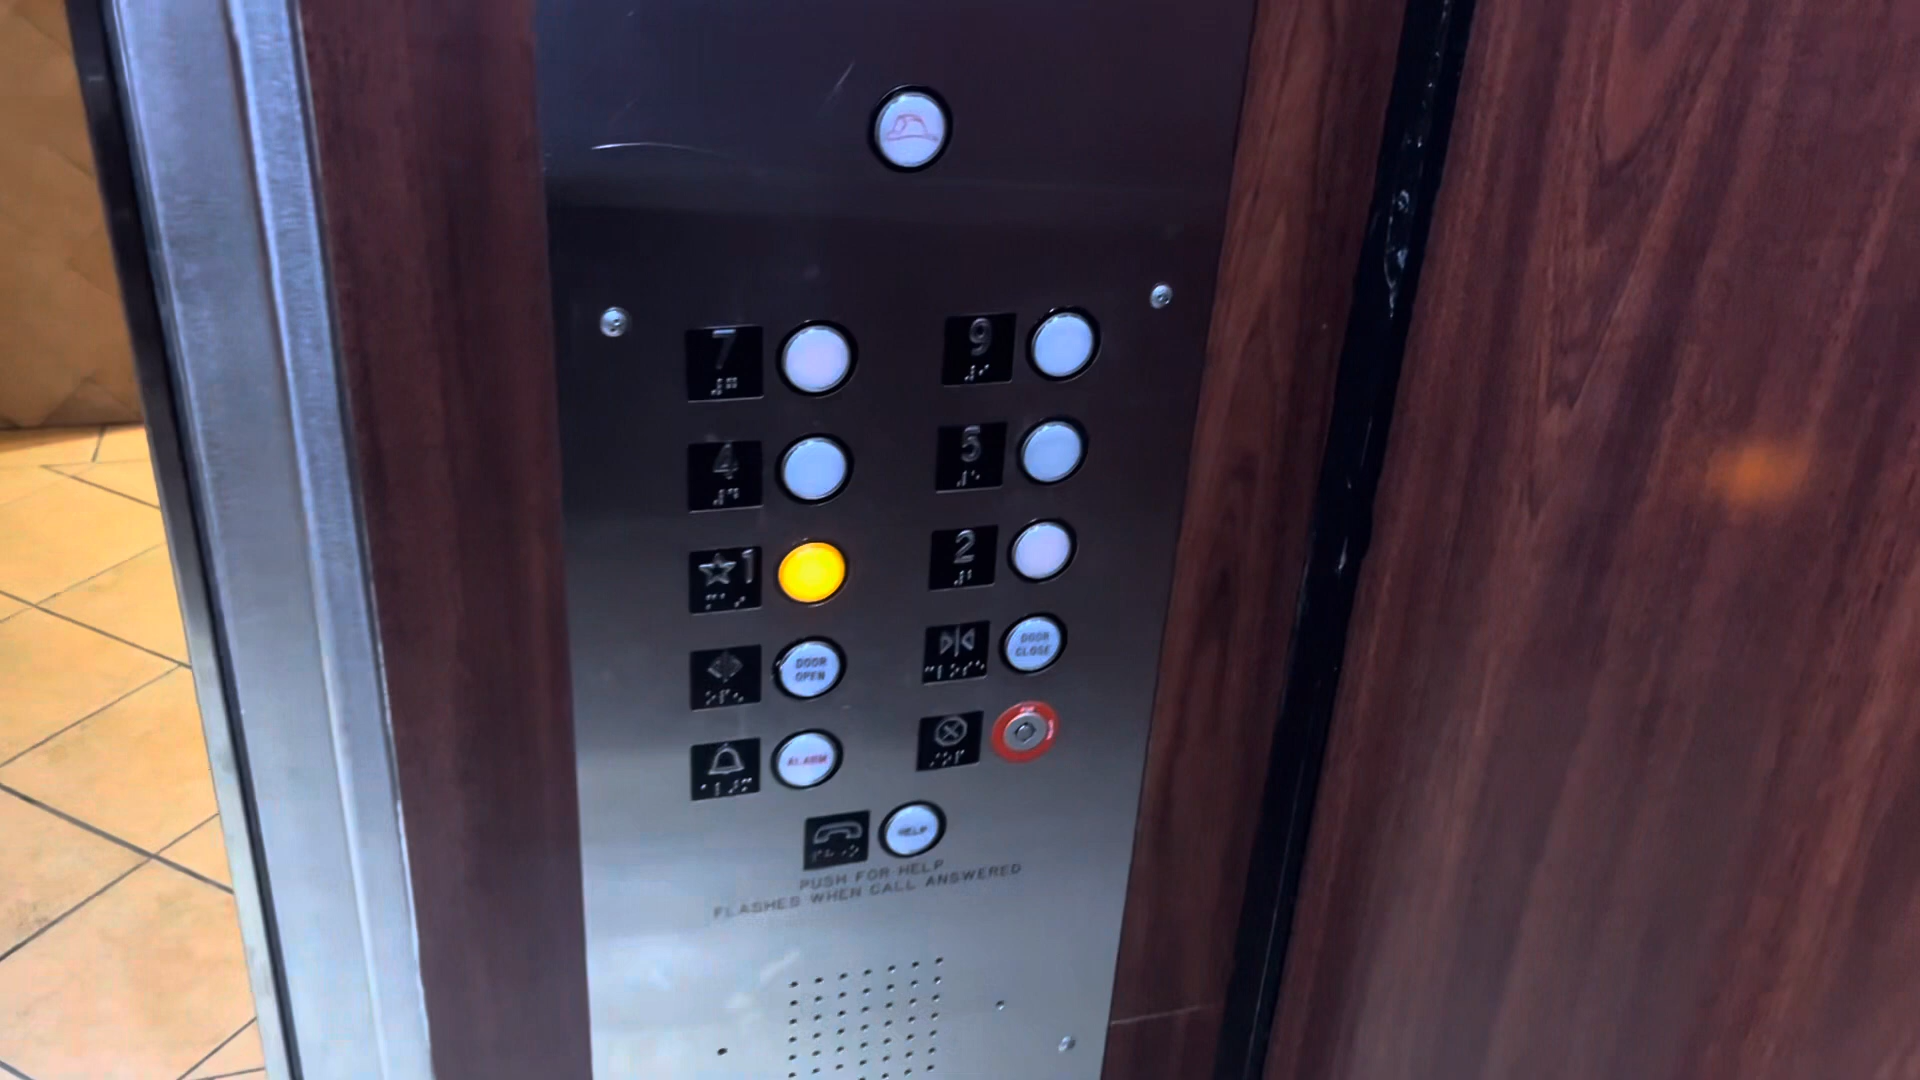 7
9
4
5
☆1
2
DOOR OPEN
DOOR CLOSE
ALARM
HELP
PUSH FOR HELP
FLASHES WHEN CALL ANSWERED